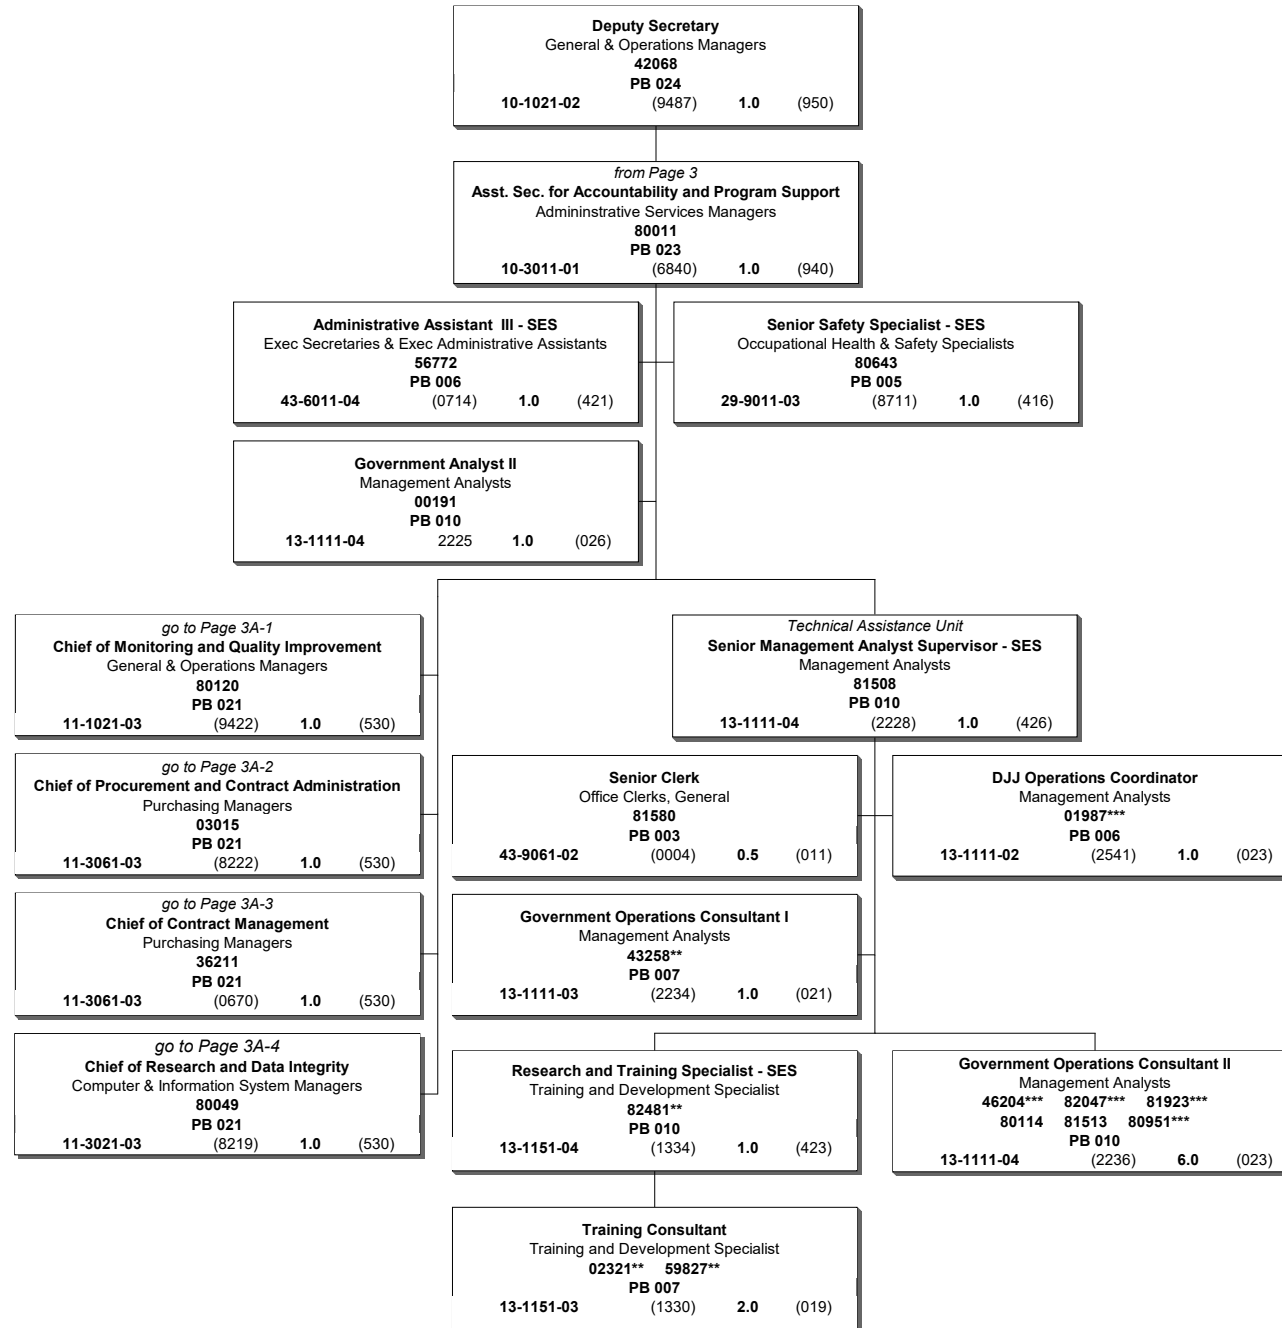 Deputy Secretary
General & Operations Managers
42068
PB 024
10-1021-02 (9487) 1.0 (950)
from Page 3
Asst. Sec. for Accountability and Program Support
Admininstrative Services Managers
80011
PB 023
10-3011-01 (6840) 1.0 (940)
Administrative Assistant III - SES
Exec Secretaries & Exec Administrative Assistants
56772
PB 006
43-6011-04 (0714) 1.0 (421)
Senior Safety Specialist - SES
Occupational Health & Safety Specialists
80643
PB 005
29-9011-03 (8711) 1.0 (416)
Government Analyst II
Management Analysts
00191
PB 010
13-1111-04 2225 1.0 (026)
go to Page 3A-1
Chief of Monitoring and Quality Improvement
General & Operations Managers
80120
PB 021
11-1021-03 (9422) 1.0 (530)
go to Page 3A-2
Chief of Procurement and Contract Administration
Purchasing Managers
03015
PB 021
11-3061-03 (8222) 1.0 (530)
go to Page 3A-3
Chief of Contract Management
Purchasing Managers
36211
PB 021
11-3061-03 (0670) 1.0 (530)
go to Page 3A-4
Chief of Research and Data Integrity
Computer & Information System Managers
80049
PB 021
11-3021-03 (8219) 1.0 (530)
Technical Assistance Unit
Senior Management Analyst Supervisor - SES
Management Analysts
81508
PB 010
13-1111-04 (2228) 1.0 (426)
Senior Clerk
Office Clerks, General
81580
PB 003
43-9061-02 (0004) 0.5 (011)
DJJ Operations Coordinator
Management Analysts
01987***
PB 006
13-1111-02 (2541) 1.0 (023)
Government Operations Consultant I
Management Analysts
43258**
PB 007
13-1111-03 (2234) 1.0 (021)
Research and Training Specialist - SES
Training and Development Specialist
82481**
PB 010
13-1151-04 (1334) 1.0 (423)
Government Operations Consultant II
Management Analysts
46204*** 82047*** 81923***
80114 81513 80951***
PB 010
13-1111-04 (2236) 6.0 (023)
Training Consultant
Training and Development Specialist
02321** 59827**
PB 007
13-1151-03 (1330) 2.0 (019)